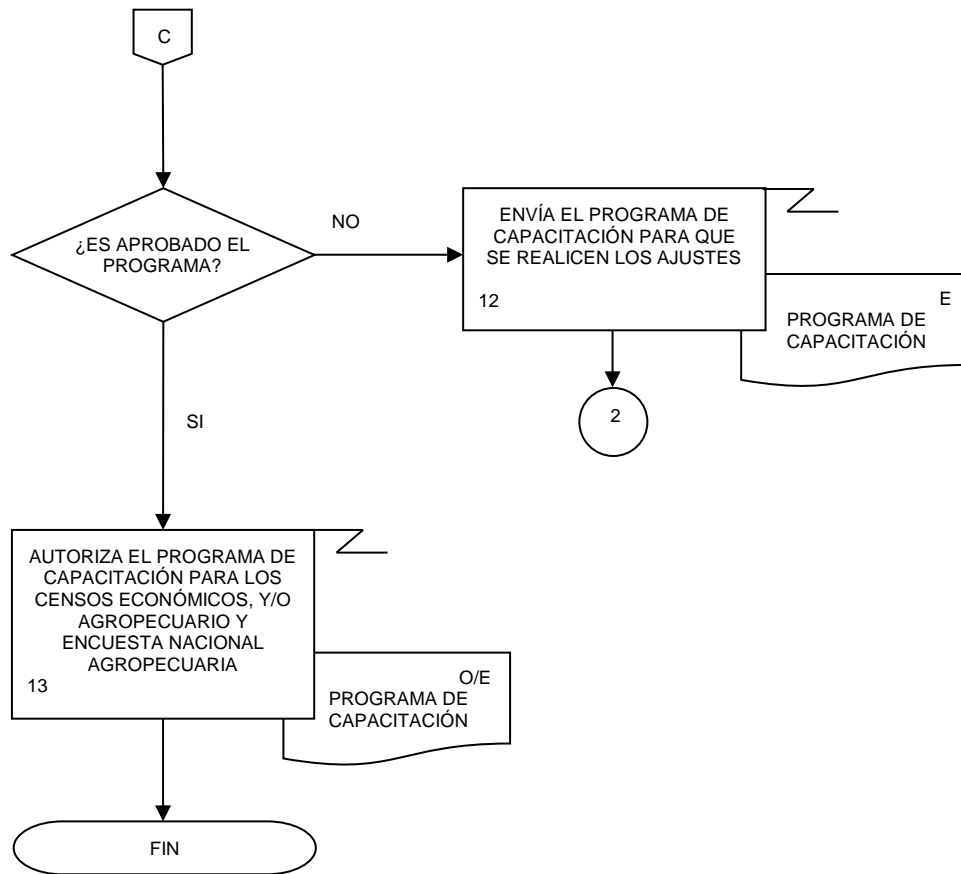 C
¿ES APROBADO EL
PROGRAMA?
NO
ENVÍA EL PROGRAMA DE
CAPACITACIÓN PARA QUE
SE REALICEN LOS AJUSTES
12
E
PROGRAMA DE
CAPACITACIÓN
2
SI
AUTORIZA EL PROGRAMA DE
CAPACITACIÓN PARA LOS
CENSOS ECONÓMICOS, Y/O
AGROPECUARIO Y
ENCUESTA NACIONAL
AGROPECUARIA
13
O/E
PROGRAMA DE
CAPACITACIÓN
FIN